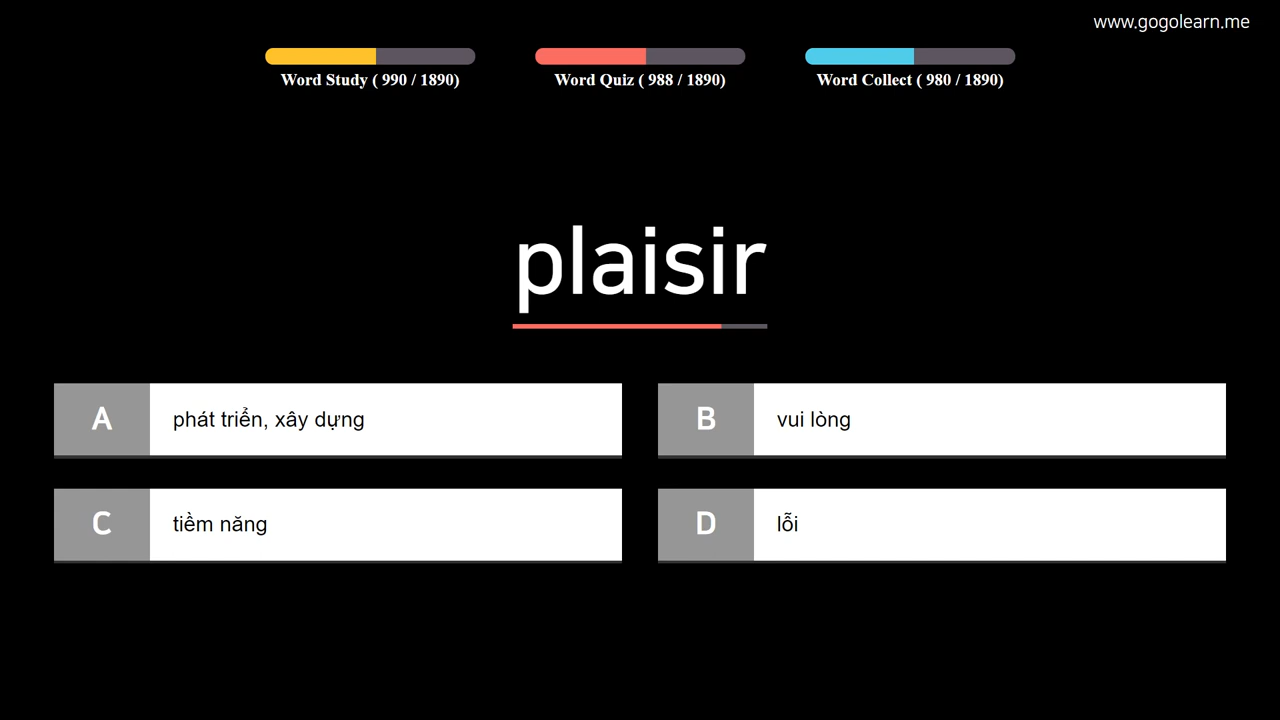 www.gogolearn.me
Word Study ( 990 / 1890)
Word Quiz ( 988 / 1890)
Word Collect ( 980 / 1890)
plaisir
A
phát triển, xây dựng
B
vui lòng
C
tiềm năng
D
lỗi